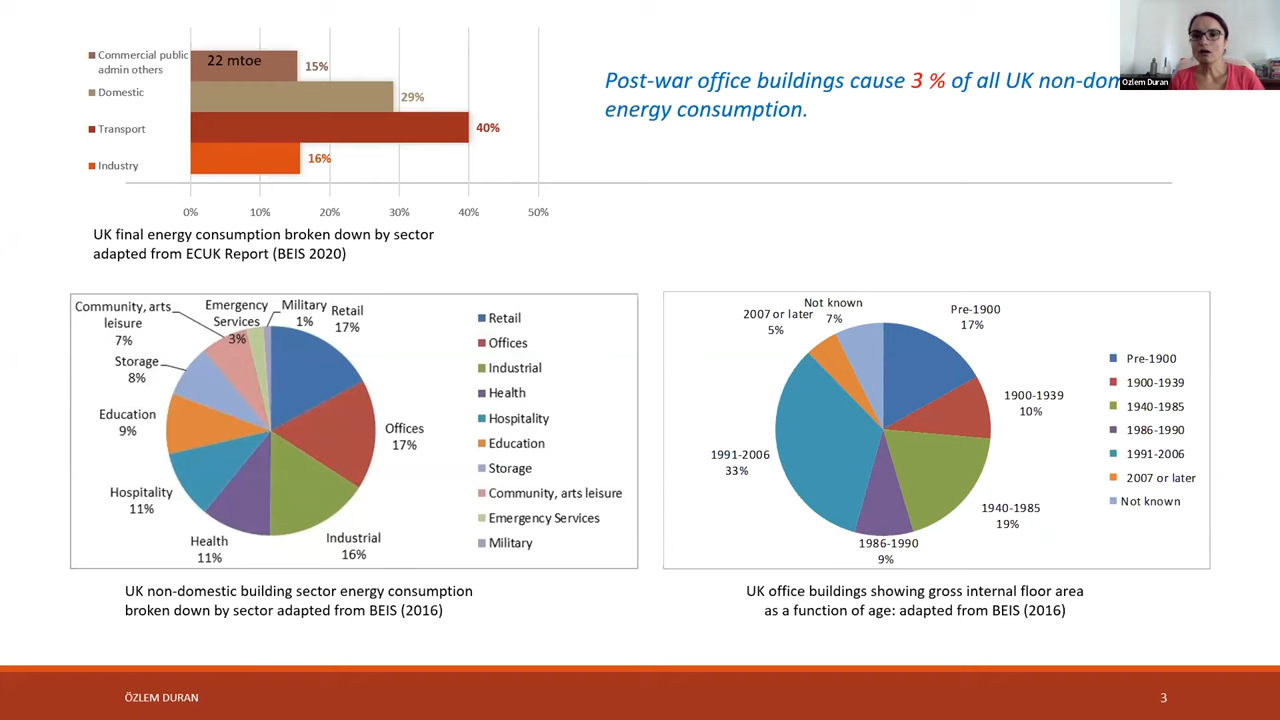 Commercial public
admin others
Domestic
Transport
Industry
22 mtoe
15%
29%
40%
16%
0%
10%
20%
30%
40%
50%
UK final energy consumption broken down by sector
adapted from ECUK Report (BEIS 2020)
Post-war office buildings cause 3 % of all UK non-dom
energy consumption.
Ozlem Duran
Community, arts
leisure
7%
Emergency
Services
3%
Military
1%
Retail
17%
Storage
8%
Education
9%
Offices
17%
Hospitality
11%
Health
11%
Industrial
16%
Retail
Offices
Industrial
Health
Hospitality
Education
Storage
Community, arts leisure
Emergency Services
Military
UK non-domestic building sector energy consumption
broken down by sector adapted from BEIS (2016)
Not known
7%
2007 or later
5%
Pre-1900
17%
1900-1939
10%
1991-2006
33%
1940-1985
19%
1986-1990
9%
Pre-1900
1900-1939
1940-1985
1986-1990
1991-2006
2007 or later
Not known
UK office buildings showing gross internal floor area
as a function of age: adapted from BEIS (2016)
ÖZLEM DURAN
3